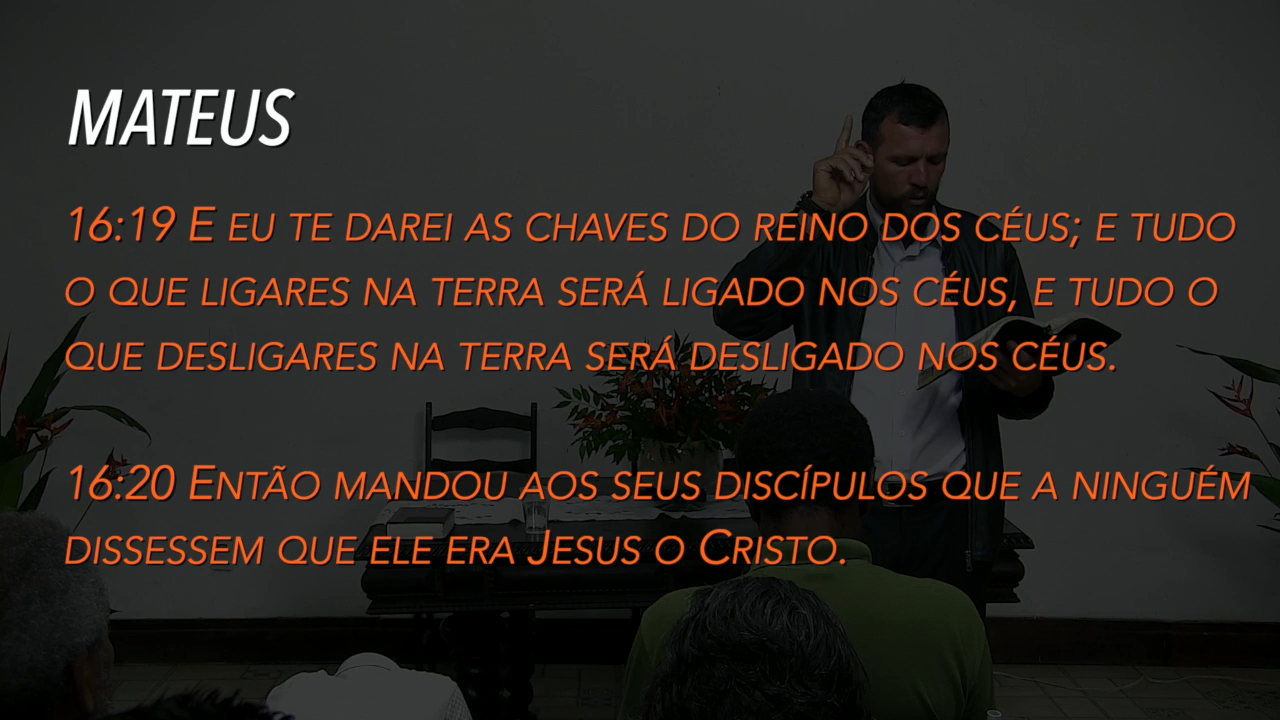 MATEUS
16:19 E EU TE DAREI AS CHAVES DO REINO DOS CÉUS; E TUDO
O QUE LIGARES NA TERRA SERÁ LIGADO NOS CÉUS, E TUDO O
QUE DESLIGARES NA TERRA SERÁ DESLIGADO NOS CÉUS.
16:20 ENTÃO MANDOU AOS SEUS DISCÍPULOS QUE A NINGUÉM
DISSESSEM QUE ELE ERA JESUS O CRISTO.